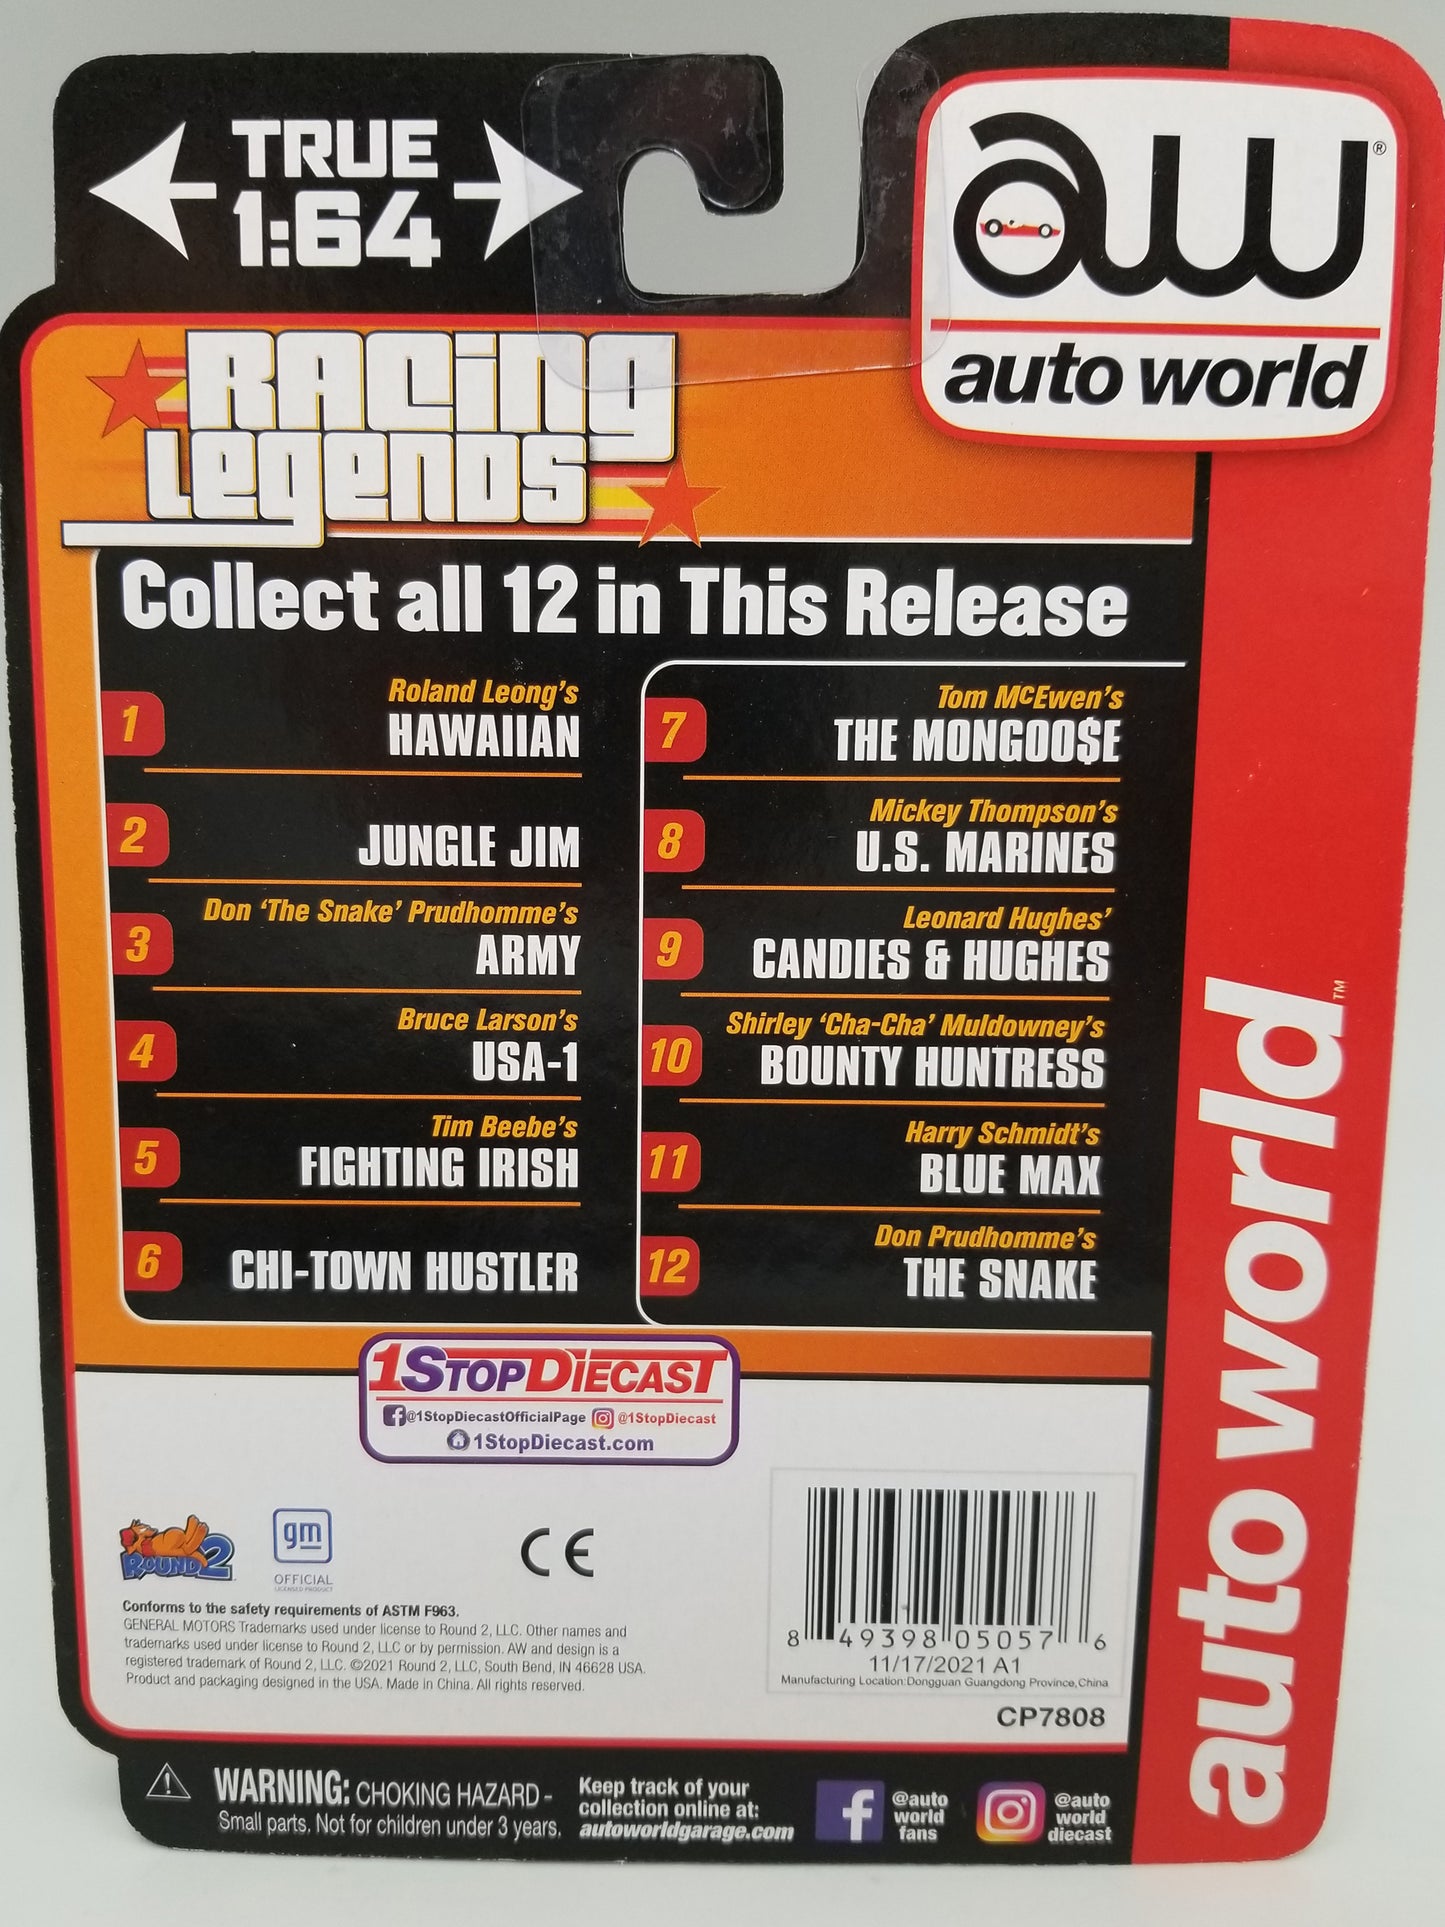 TRUE
1:64
aw®
auto world
RACING
LEGENDS
Collect all 12 in This Release
1
Roland Leong's
HAWAIIAN
2
JUNGLE JIM
3
Don 'The Snake' Prudhomme's
ARMY
4
Bruce Larson's
USA-1
5
Tim Beebe's
FIGHTING IRISH
6
CHI-TOWN HUSTLER
7
Tom McEwen's
THE MONGOO$E
8
Mickey Thompson's
U.S. MARINES
9
Leonard Hughes'
CANDIES & HUGHES
10
Shirley 'Cha-Cha' Muldowney's
BOUNTY HUNTRESS
11
Harry Schmidt's
BLUE MAX
12
Don Prudhomme's
THE SNAKE
auto world™
1STOPDIECAST
@1StopDiecastOfficialPage @1StopDiecast
1StopDiecast.com
ROUND 2
gm
OFFICIAL
LICENSED PRODUCT
CE
Conforms to the safety requirements of ASTM F963.
GENERAL MOTORS Trademarks used under license to Round 2, LLC. Other names and
trademarks used under license to Round 2, LLC or by permission. AW and design is a
registered trademark of Round 2, LLC. ©2021 Round 2, LLC, South Bend, IN 46628 USA.
Product and packaging designed in the USA. Made in China. All rights reserved.
8 49398 05057 6
11/17/2021 A1
Manufacturing Location:Dongguan Guangdong Province,China
CP7808
WARNING: CHOKING HAZARD -
Small parts. Not for children under 3 years.
Keep track of your
collection online at:
autoworldgarage.com
@auto
world
fans
@auto
world
diecast